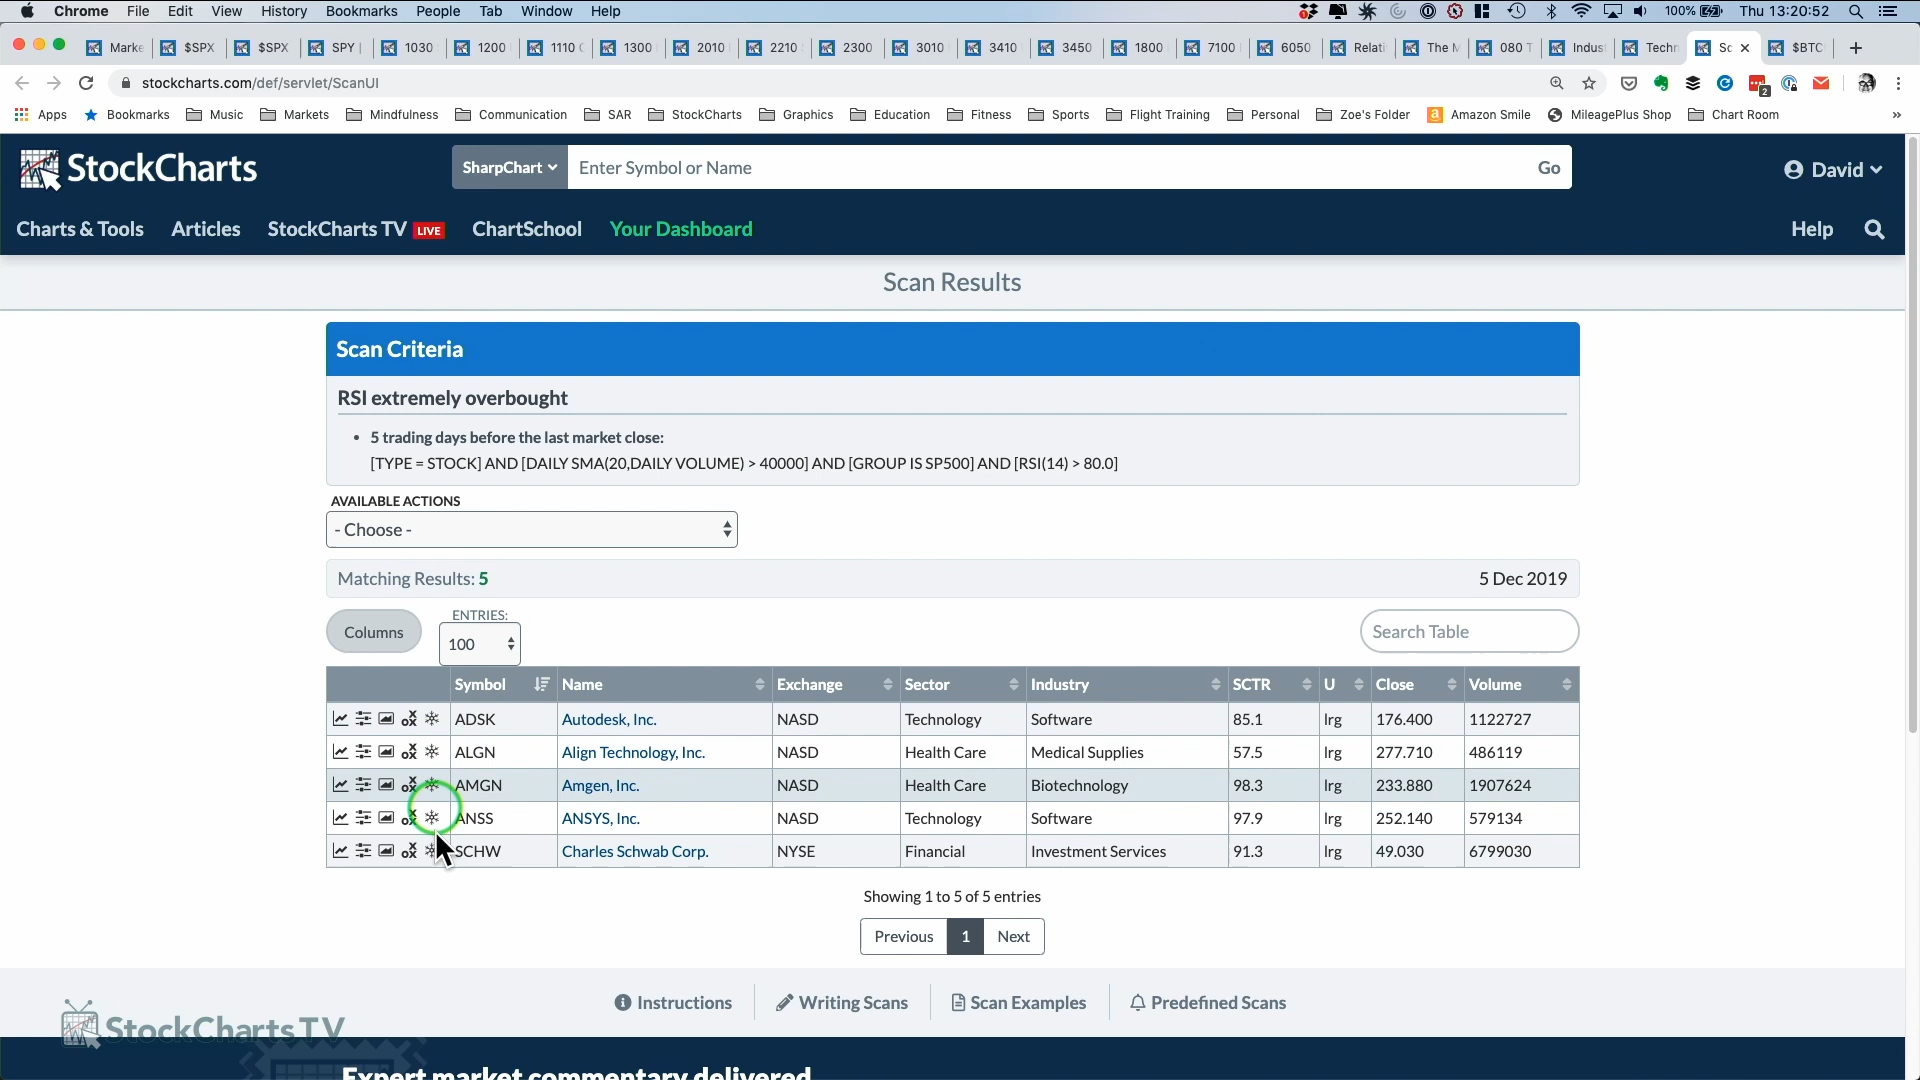 Chrome File Edit View History Bookmarks People Tab Window Help 100% Thu 13:20:52
Marke $SPX $SPX SPY | 1030 1200 1110 1300 2010 2210 2300 3010 3410 3450 1800 7100 6050 Relati The M 080 T Indus Techn Sc $BTC
stockcharts.com/def/servlet/ScanUI 2
Apps Bookmarks Music Markets Mindfulness Communication SAR StockCharts Graphics Education Fitness Sports Flight Training Personal Zoe's Folder Amazon Smile MileagePlus Shop Chart Room »
StockCharts SharpChart Enter Symbol or Name Go David
Charts & Tools Articles StockCharts TV LIVE ChartSchool Your Dashboard Help
Scan Results
Scan Criteria
RSI extremely overbought
• 5 trading days before the last market close:
[TYPE = STOCK] AND [DAILY SMA(20,DAILY VOLUME) > 40000] AND [GROUP IS SP500] AND [RSI(14) > 80.0]
AVAILABLE ACTIONS
- Choose -
Matching Results: 5 5 Dec 2019
ENTRIES:
Columns 100 Search Table
Symbol Name Exchange Sector Industry SCTR U Close Volume
ADSK Autodesk, Inc. NASD Technology Software 85.1 lrg 176.400 1122727
ALGN Align Technology, Inc. NASD Health Care Medical Supplies 57.5 lrg 277.710 486119
AMGN Amgen, Inc. NASD Health Care Biotechnology 98.3 lrg 233.880 1907624
ANSS ANSYS, Inc. NASD Technology Software 97.9 lrg 252.140 579134
SCHW Charles Schwab Corp. NYSE Financial Investment Services 91.3 lrg 49.030 6799030
Showing 1 to 5 of 5 entries
Previous 1 Next
Instructions Writing Scans Scan Examples Predefined Scans
StockCharts TV
Expert market commentary delivered